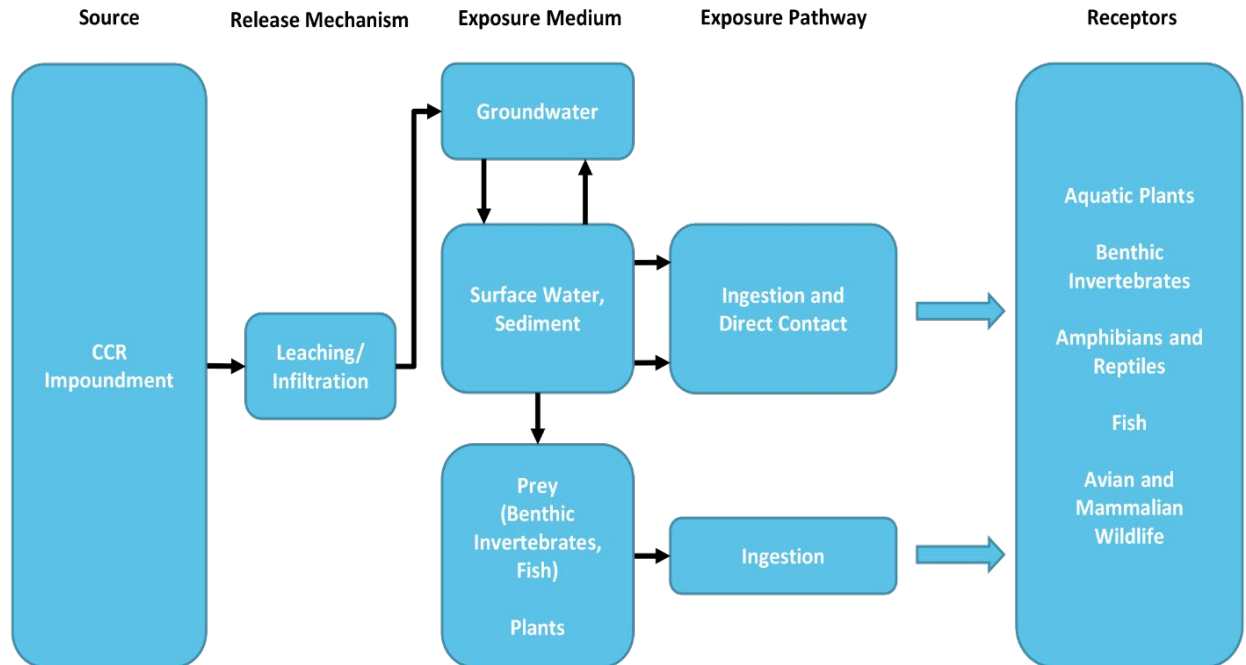 Source
Release Mechanism
Exposure Medium
Exposure Pathway
Receptors
CCR
Impoundment
Leaching/
Infiltration
Groundwater
Surface Water,
Sediment
Prey
(Benthic
Invertebrates,
Fish)
Plants
Ingestion and
Direct Contact
Ingestion
Aquatic Plants
Benthic
Invertebrates
Amphibians and
Reptiles
Fish
Avian and
Mammalian
Wildlife